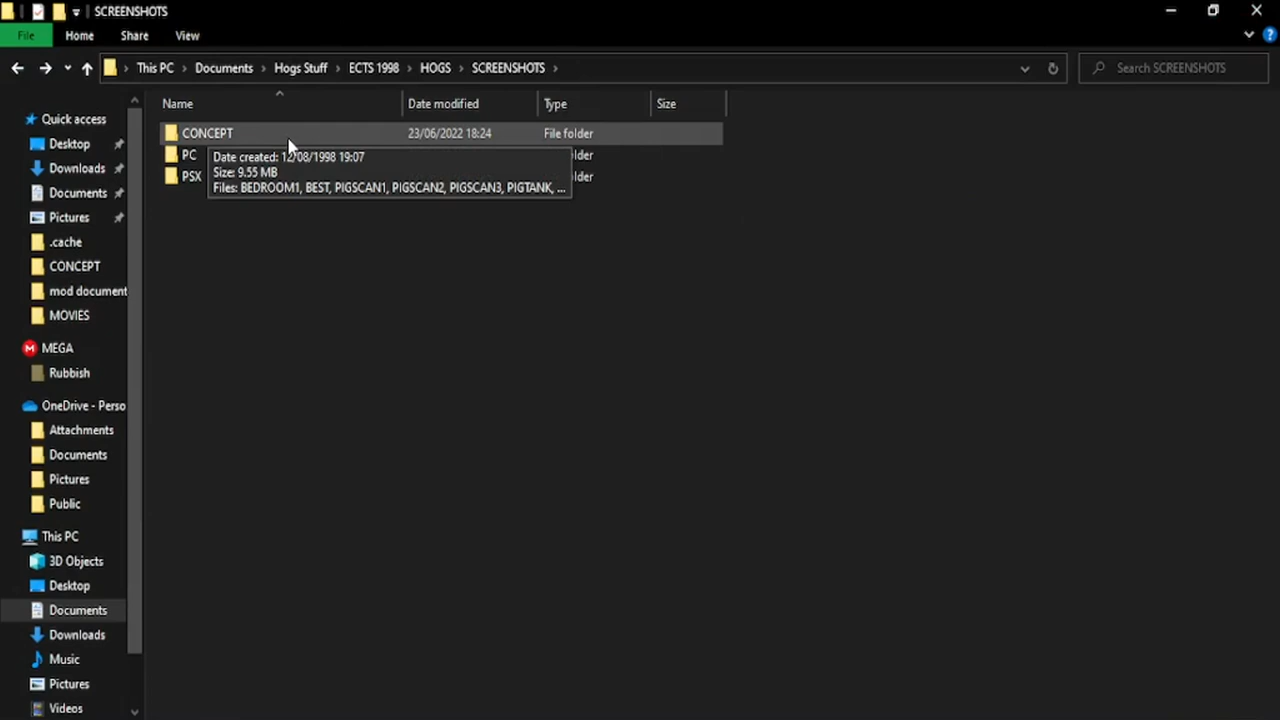 SCREENSHOTS
File Home Share View
This PC Documents Hogs Stuff ECTS 1998 HOGS SCREENSHOTS
Search SCREENSHOTS
Name Date modified Type Size
CONCEPT 23/06/2022 18:24 File folder
PC
PSX
Date created: 12/08/1998 19:07
Size: 9.55 MB
Files: BEDROOM1, BEST, PIGSCAN1, PIGSCAN2, PIGSCAN3, PIGTANK, ...
lder
lder
Quick access
Desktop
Downloads
Documents
Pictures
.cache
CONCEPT
mod document
MOVIES
MEGA
Rubbish
OneDrive - Perso
Attachments
Documents
Pictures
Public
This PC
3D Objects
Desktop
Documents
Downloads
Music
Pictures
Videos